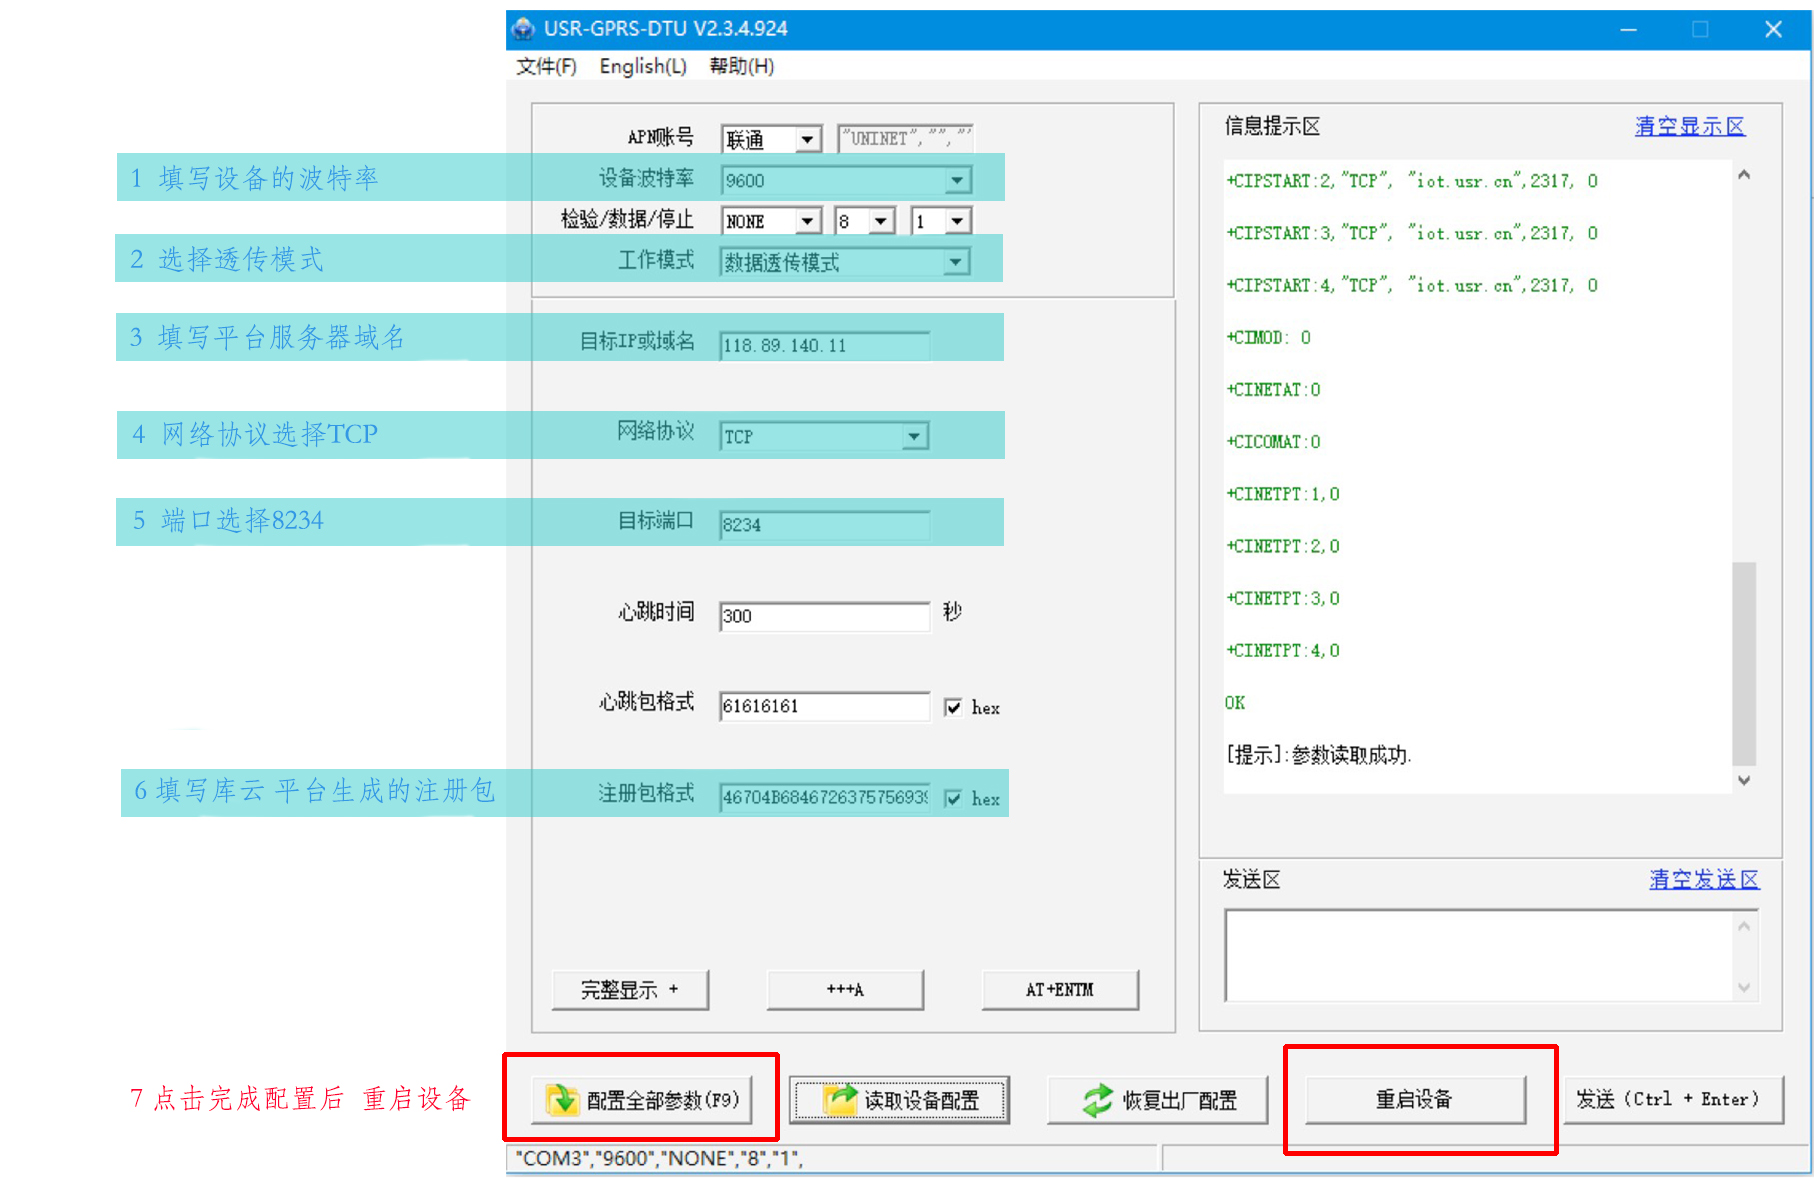 USR-GPRS-DTU V2.3.4.924
文件(F) English(L) 帮助(H)
APN账号 联通 "UNINET","",""
1 填写设备的波特率 设备波特率 9600
检验/数据/停止 NONE 8 1
2 选择透传模式 工作模式 数据透传模式
3 填写平台服务器域名 目标IP或域名 118.89.140.11
4 网络协议选择TCP 网络协议 TCP
5 端口选择8234 目标端口 8234
心跳时间 300 秒
心跳包格式 61616161 hex
6填写库云 平台生成的注册包 注册包格式 46704B6846726375756939 hex
完整显示 + +++A AT+ENTM
信息提示区 清空显示区
+CIPSTART:2,"TCP", "iot.usr.cn",2317, 0
+CIPSTART:3,"TCP", "iot.usr.cn",2317, 0
+CIPSTART:4,"TCP", "iot.usr.cn",2317, 0
+CIMOD: 0
+CINETAT:0
+CICOMAT:0
+CINETPT:1,0
+CINETPT:2,0
+CINETPT:3,0
+CINETPT:4,0
OK
[提示]:参数读取成功.
发送区 清空发送区
7点击完成配置后 重启设备 配置全部参数(F9) 读取设备配置 恢复出厂配置 重启设备 发送(Ctrl + Enter)
"COM3","9600","NONE","8","1",